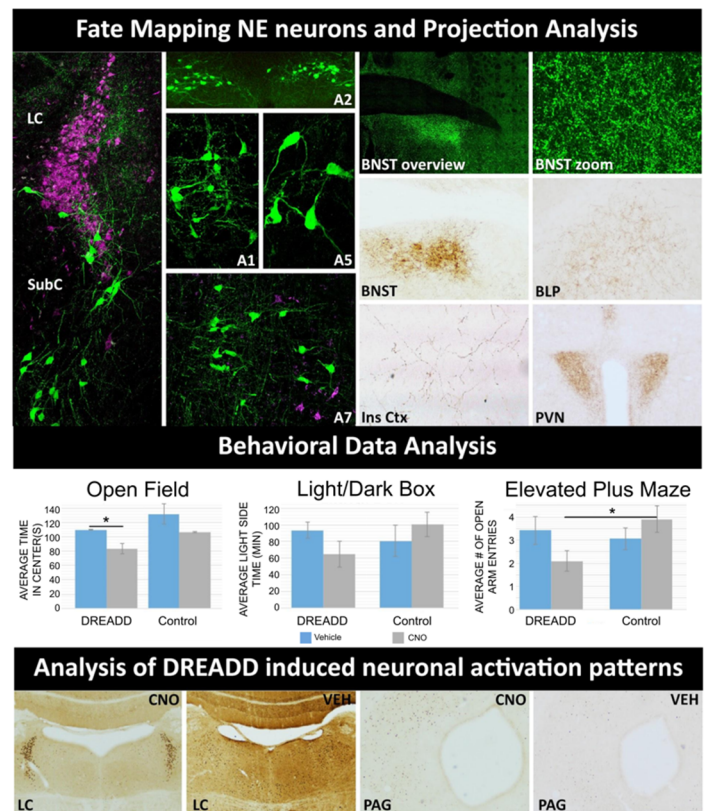 Fate Mapping NE neurons and Projection Analysis
LC
SubC
A2
A1
A5
A7
BNST overview
BNST zoom
BNST
BLP
Ins Ctx
PVN
Behavioral Data Analysis
Open Field
AVERAGE TIME
IN CENTER(S)
140
120
100
80
60
40
20
0
*
DREADD
Control
Light/Dark Box
AVERAGE LIGHT SIDE
TIME (MIN)
120
100
80
60
40
20
0
DREADD
Control
Vehicle
CNO
Elevated Plus Maze
AVERAGE # OF OPEN
ARM ENTRIES
4
3
2
1
0
*
DREADD
Control
Analysis of DREADD induced neuronal activation patterns
CNO
LC
VEH
LC
CNO
PAG
VEH
PAG